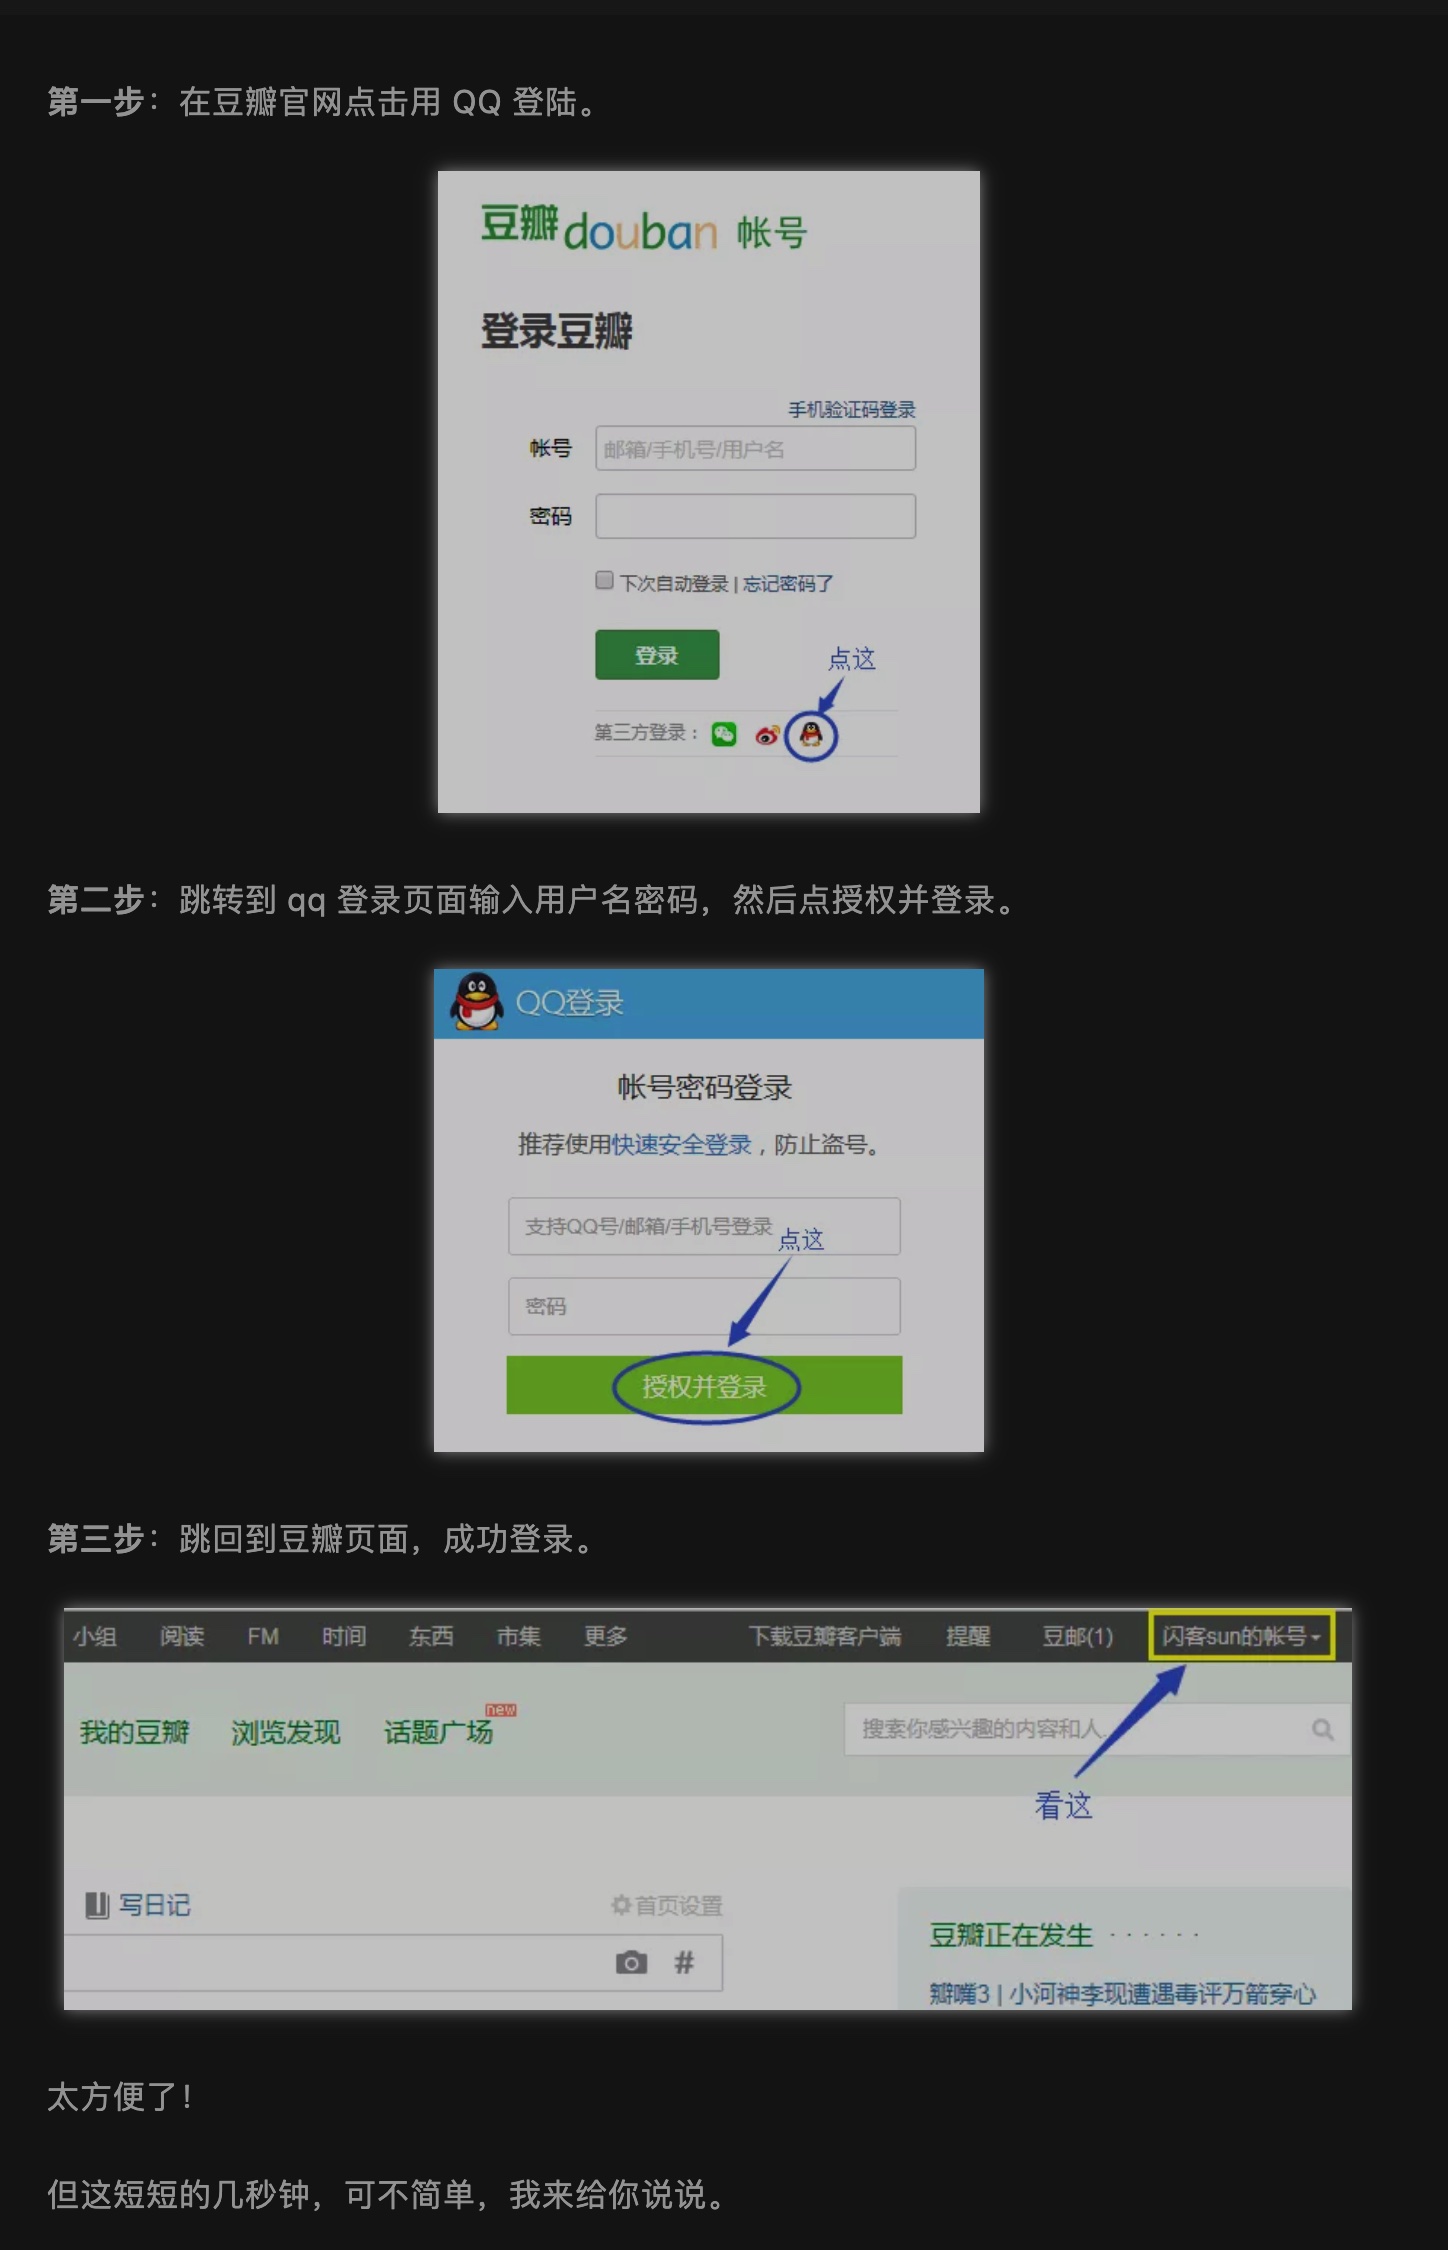 第一步：在豆瓣官网点击用 QQ 登陆。
豆瓣douban 帐号
登录豆瓣
手机验证码登录
帐号 邮箱/手机号/用户名
密码
下次自动登录 | 忘记密码了
登录
点这
第三方登录：
第二步：跳转到 qq 登录页面输入用户名密码，然后点授权并登录。
QQ登录
帐号密码登录
推荐使用快速安全登录，防止盗号。
支持QQ号/邮箱/手机号登录
点这
密码
授权并登录
第三步：跳回到豆瓣页面，成功登录。
小组 阅读 FM 时间 东西 市集 更多 下载豆瓣客户端 提醒 豆邮(1) 闪客sun的帐号
我的豆瓣 浏览发现 话题广场 new 搜索你感兴趣的内容和人...
看这
写日记 首页设置
豆瓣正在发生 · · · · · ·
#
瓣嘴3 | 小河神李现遭遇毒评万箭穿心
太方便了！
但这短短的几秒钟，可不简单，我来给你说说。